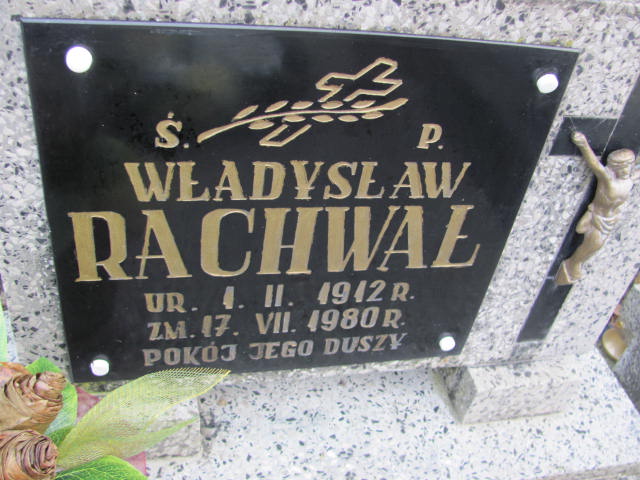 Ś. P.
WŁADYSŁAW
RACHWAŁ
UR. 1. II. 1912 R.
ZM. 17. VII. 1980 R.
POKÓJ JEGO DUSZY